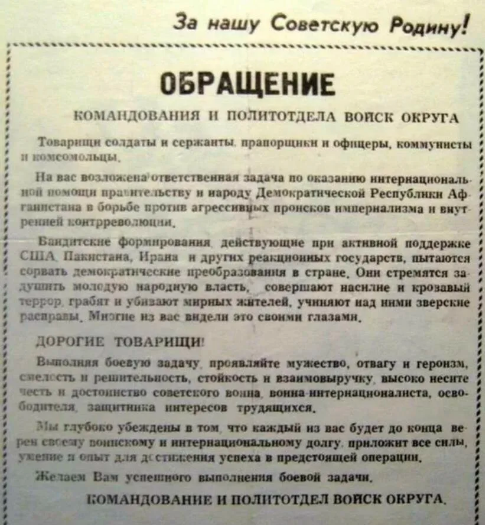 За нашу Советскую Родину!
ОБРАЩЕНИЕ
КОМАНДОВАНИЯ И ПОЛИТОТДЕЛА ВОЙСК ОКРУГА
Товарищи солдаты и сержанты, прапорщики и офицеры, коммунисты
и комсомольцы.
На вас возложена ответственная задача по оказанию интернациональ-
ной помощи правительству и народу Демократической Республики Аф-
ганистана в борьбе против агрессивных происков империализма и внут-
ренней контрреволюции.
Бандитские формирования, действующие при активной поддержке
США, Пакистана, Ирана и других реакционных государств, пытаются
сорвать демократические преобразования в стране. Они стремятся за-
душить молодую народную власть, совершают насилие и кровавый
террор, грабят и убивают мирных жителей, учиняют над ними зверские
расправы. Многие из вас видели это своими глазами.
ДОРОГИЕ ТОВАРИЩИ!
Выполняя боевую задачу, проявляйте мужество, отвагу и героизм,
смелость и решительность, стойкость и взаимовыручку, высоко несите
честь и достоинство советского воина, воина-интернационалиста, осво-
бодителя, защитника интересов трудящихся.
Мы глубоко убеждены в том, что каждый из вас будет до конца ве-
рен своему воинскому и интернациональному долгу, приложит все силы,
умение и опыт для достижения успеха в предстоящей операции.
Желаем Вам успешного выполнения боевой задачи.
КОМАНДОВАНИЕ И ПОЛИТОТДЕЛ ВОЙСК ОКРУГА.